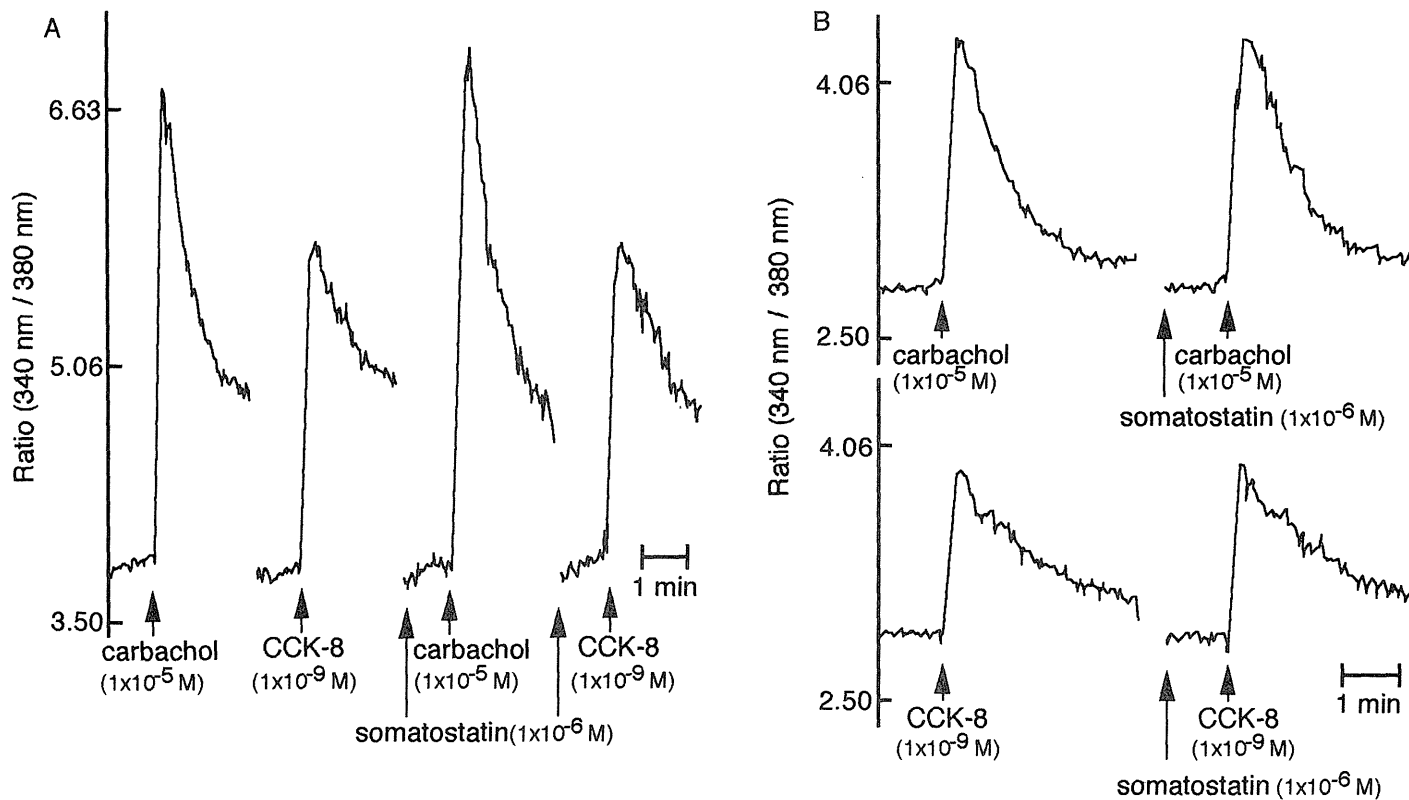 A
Ratio (340 nm / 380 nm)
6.63
5.06
3.50
carbachol
(1x10⁻⁵ M)
CCK-8
(1x10⁻⁹ M)
carbachol
(1x10⁻⁵ M)
CCK-8
(1x10⁻⁹ M)
somatostatin(1x10⁻⁶ M)
1 min
B
Ratio (340 nm / 380 nm)
4.06
2.50
carbachol
(1x10⁻⁵ M)
carbachol
(1x10⁻⁵ M)
somatostatin (1x10⁻⁶ M)
4.06
2.50
CCK-8
(1x10⁻⁹ M)
CCK-8
(1x10⁻⁹ M)
somatostatin (1x10⁻⁶ M)
1 min